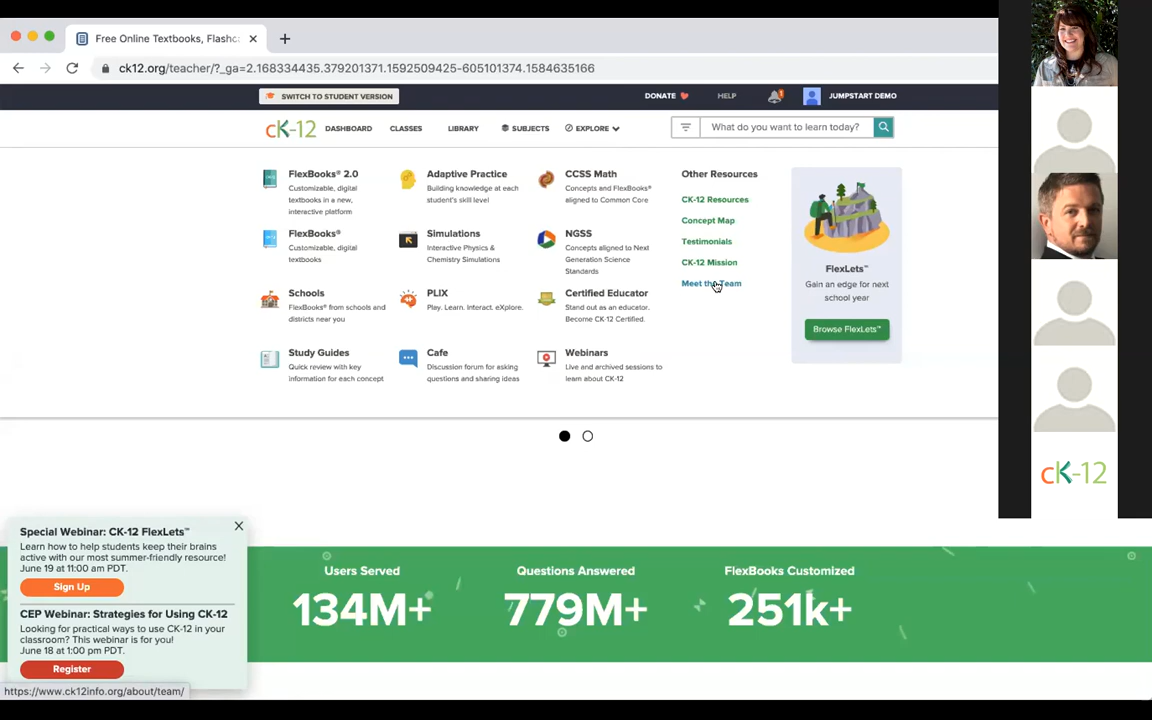 Free Online Textbooks, Flashc
ck12.org/teacher/?_ga=2.168334435.379201371.1592509425-605101374.1584635166
SWITCH TO STUDENT VERSION
DONATE
HELP
JUMPSTART DEMO
cK-12
DASHBOARD
CLASSES
LIBRARY
SUBJECTS
EXPLORE
What do you want to learn today?
FlexBooks® 2.0
Customizable, digital
textbooks in a new,
interactive platform
FlexBooks®
Customizable, digital
textbooks
Schools
FlexBooks® from schools and
districts near you
Study Guides
Quick review with key
information for each concept
Adaptive Practice
Building knowledge at each
student's skill level
Simulations
Interactive Physics &
Chemistry Simulations
PLIX
Play. Learn. Interact. eXplore.
Cafe
Discussion forum for asking
questions and sharing ideas
CCSS Math
Concepts and FlexBooks®
aligned to Common Core
NGSS
Concepts aligned to Next
Generation Science
Standards
Certified Educator
Stand out as an educator.
Become CK-12 Certified.
Webinars
Live and archived sessions to
learn about CK-12
Other Resources
CK-12 Resources
Concept Map
Testimonials
CK-12 Mission
Meet the Team
FlexLets™
Gain an edge for next
school year
Browse FlexLets™
cK-12
Special Webinar: CK-12 FlexLets™
Learn how to help students keep their brains
active with our most summer-friendly resource!
June 19 at 11:00 am PDT.
Sign Up
CEP Webinar: Strategies for Using CK-12
Looking for practical ways to use CK-12 in your
classroom? This webinar is for you!
June 18 at 1:00 pm PDT.
Register
Users Served
134M+
Questions Answered
779M+
FlexBooks Customized
251k+
https://www.ck12info.org/about/team/